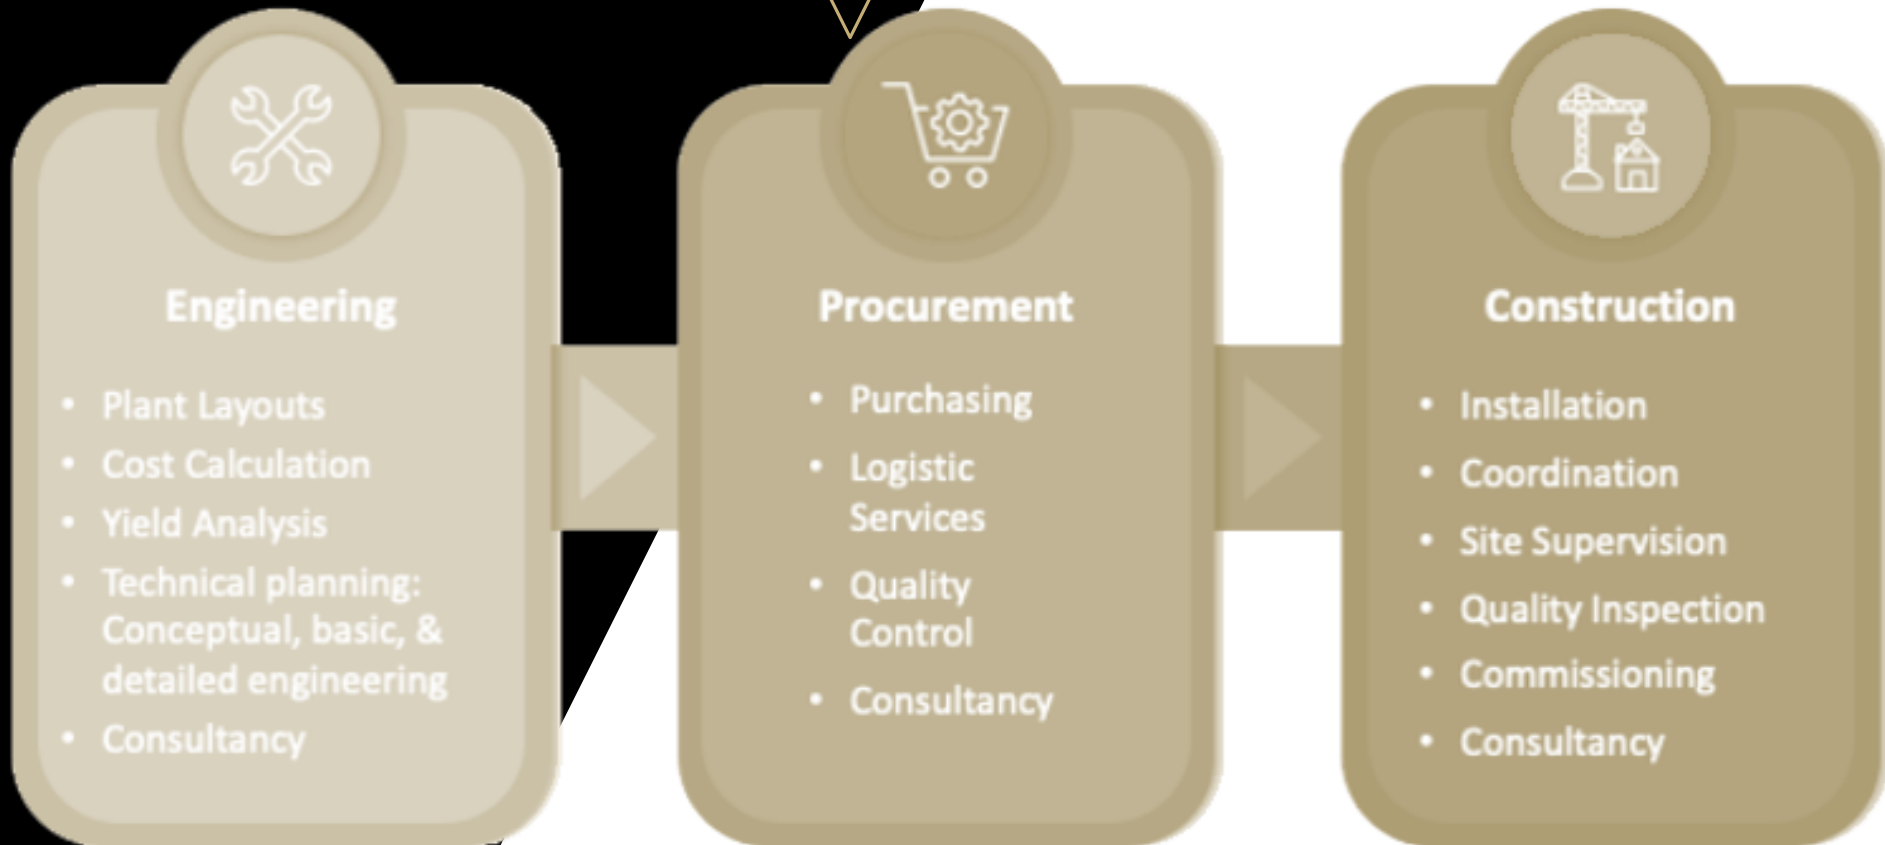 Engineering
• Plant Layouts
• Cost Calculation
• Yield Analysis
• Technical planning:
Conceptual, basic, &
detailed engineering
• Consultancy
Procurement
• Purchasing
• Logistic
Services
• Quality
Control
• Consultancy
Construction
• Installation
• Coordination
• Site Supervision
• Quality Inspection
• Commissioning
• Consultancy